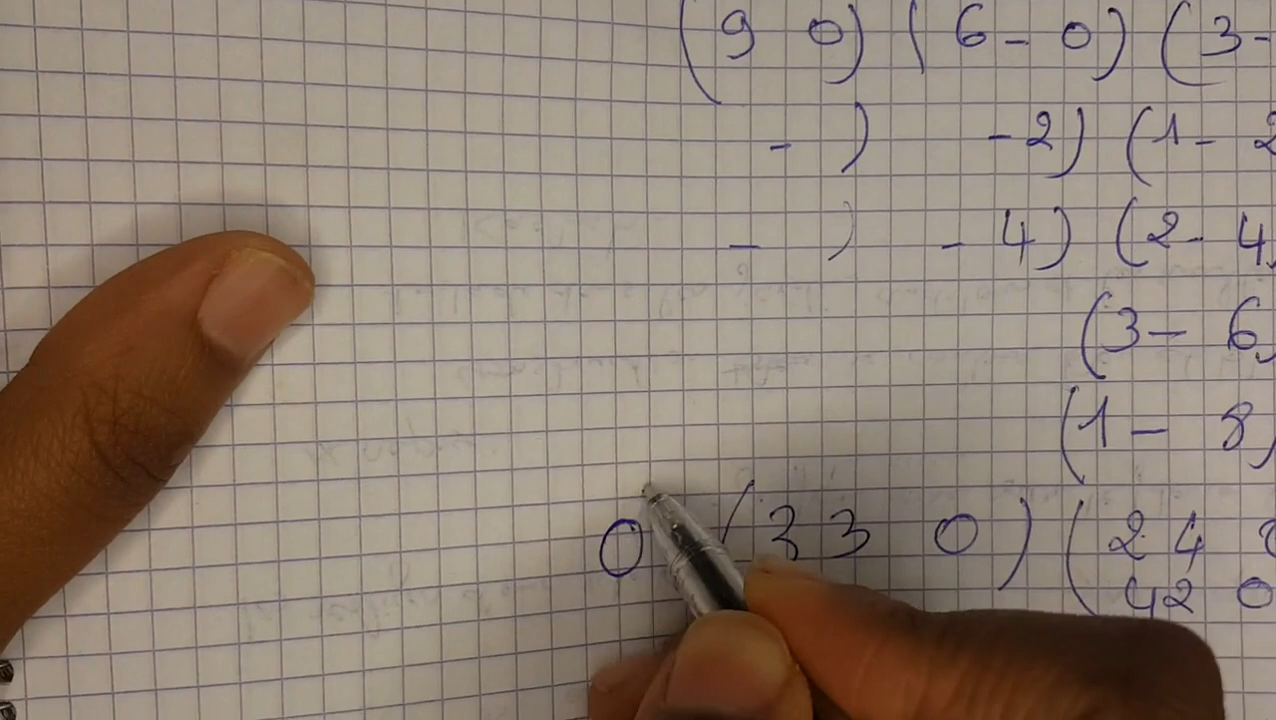 (9 0) (6 - 0) (3 -
- ) - 2) (1 - 2
- ) - 4) (2 - 4)
(3 - 6)
(1 - 8)
0 (3 3 0) (2 4
42 0